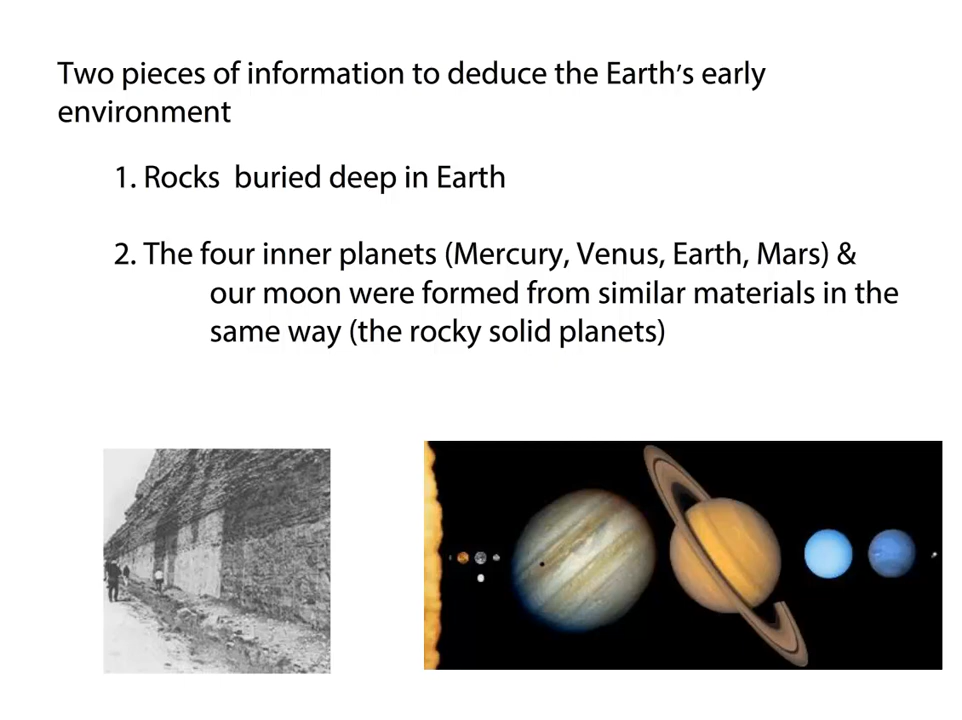 Two pieces of information to deduce the Earth's early
environment
1. Rocks  buried deep in Earth
2. The four inner planets (Mercury, Venus, Earth, Mars) &
our moon were formed from similar materials in the
same way (the rocky solid planets)